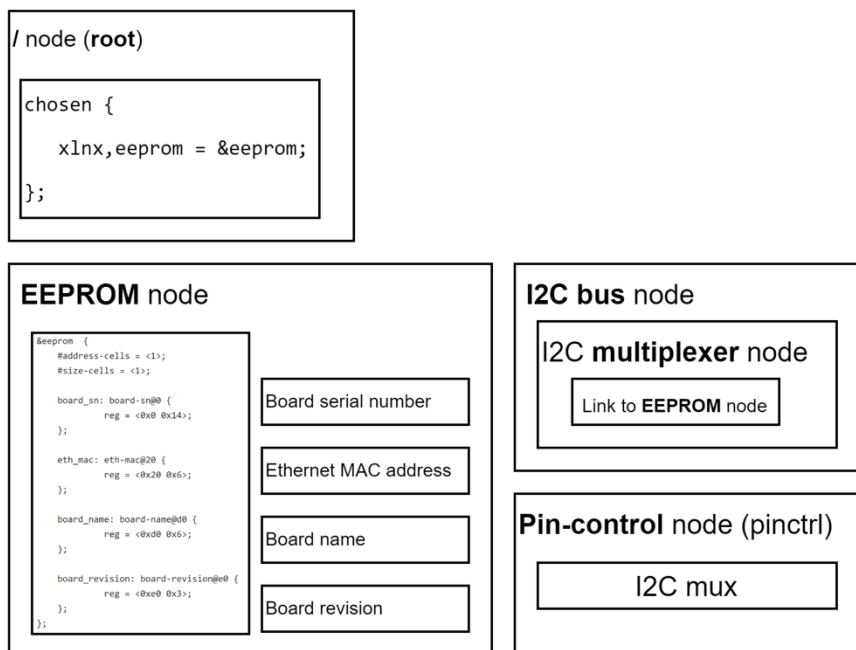 / node (root)
chosen {
xlnx,eeprom = &eeprom;
};
EEPROM node
&eeprom {
#address-cells = <1>;
#size-cells = <1>;
board_sn: board-sn@0 {
reg = <0x0 0x14>;
};
eth_mac: eth-mac@20 {
reg = <0x20 0x6>;
};
board_name: board-name@d0 {
reg = <0xd0 0x6>;
};
board_revision: board-revision@e0 {
reg = <0xe0 0x3>;
};
};
Board serial number
Ethernet MAC address
Board name
Board revision
I2C bus node
I2C multiplexer node
Link to EEPROM node
Pin-control node (pinctrl)
I2C mux